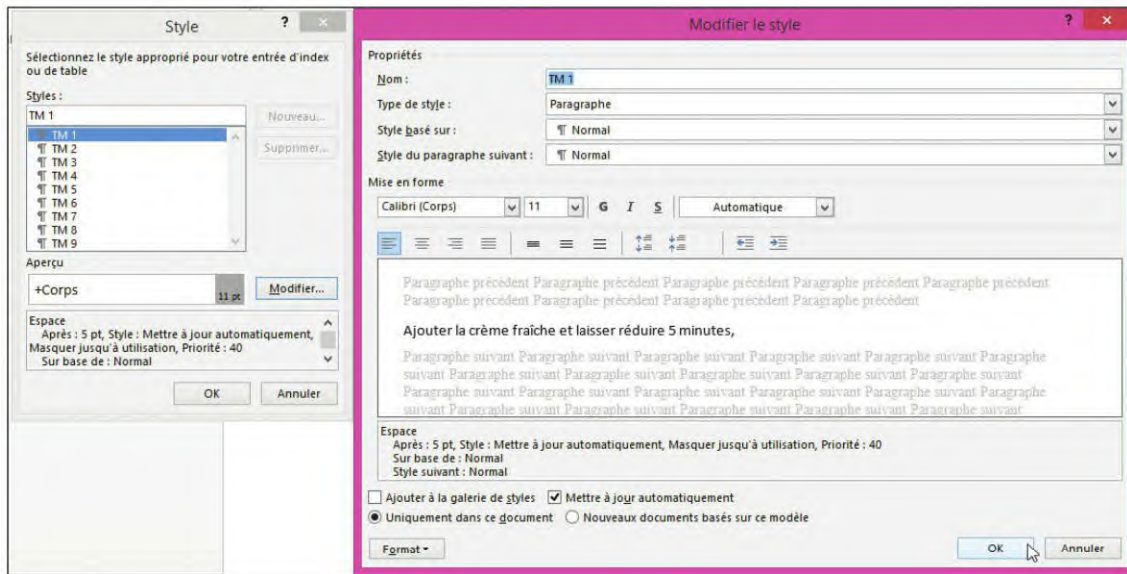 Style
?
Sélectionnez le style approprié pour votre entrée d'index
ou de table
Styles :
TM 1
Nouveau...
Supprimer...
TM 1
TM 2
TM 3
TM 4
TM 5
TM 6
TM 7
TM 8
TM 9
Aperçu
+Corps
11 pt
Modifier...
Espace
Après : 5 pt, Style : Mettre à jour automatiquement,
Masquer jusqu'à utilisation, Priorité : 40
Sur base de : Normal
OK
Annuler
Modifier le style
?
Propriétés
Nom :
TM 1
Type de style :
Paragraphe
Style basé sur :
¶ Normal
Style du paragraphe suivant :
¶ Normal
Mise en forme
Calibri (Corps)
11
G I S
Automatique
Paragraphe précédent Paragraphe précédent Paragraphe précédent Paragraphe précédent Paragraphe précédent
Paragraphe précédent Paragraphe précédent Paragraphe précédent Paragraphe précédent
Ajouter la crème fraîche et laisser réduire 5 minutes,
Paragraphe suivant Paragraphe suivant Paragraphe suivant Paragraphe suivant Paragraphe suivant Paragraphe
suivant Paragraphe suivant Paragraphe suivant Paragraphe suivant Paragraphe suivant Paragraphe suivant
Paragraphe suivant Paragraphe suivant Paragraphe suivant Paragraphe suivant Paragraphe suivant Paragraphe
suivant Paragraphe suivant Paragraphe suivant Paragraphe suivant Paragraphe suivant Paragraphe suivant
Espace
Après : 5 pt, Style : Mettre à jour automatiquement, Masquer jusqu'à utilisation, Priorité : 40
Sur base de : Normal
Style suivant : Normal
Ajouter à la galerie de styles
Mettre à jour automatiquement
Uniquement dans ce document
Nouveaux documents basés sur ce modèle
Format
OK
Annuler